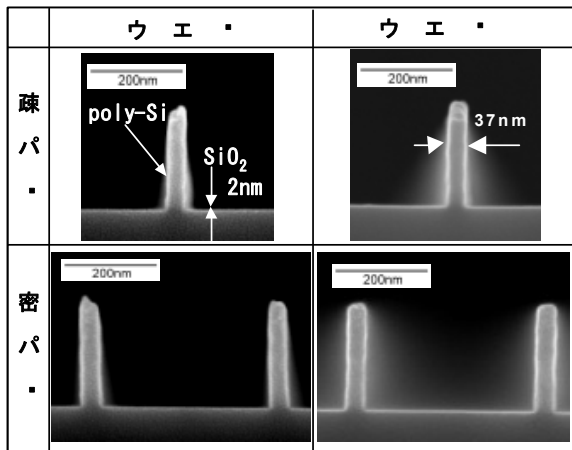 ウ エ ・
ウ エ ・
疎 パ ・
200nm
poly-Si
SiO₂
2nm
200nm
37nm
密 パ ・
200nm
200nm